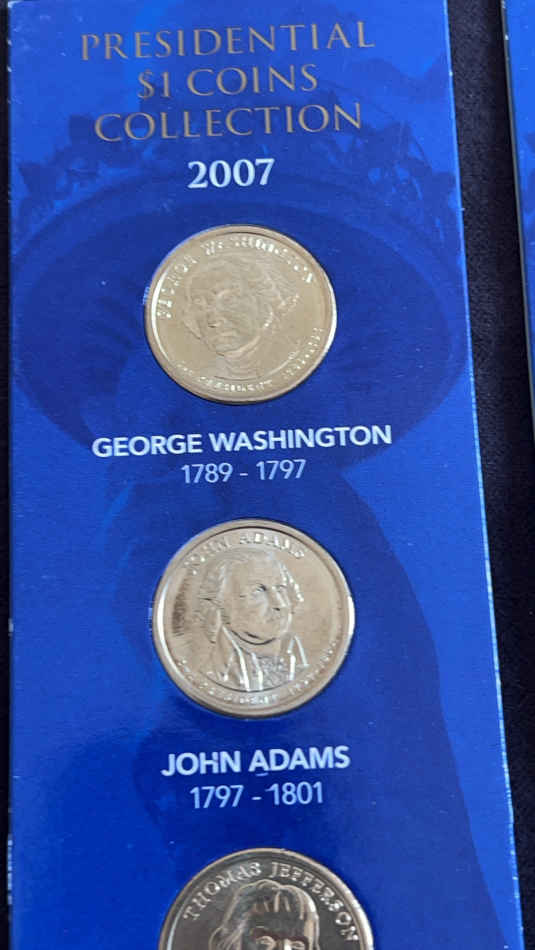 PRESIDENTIAL
$1 COINS
COLLECTION
2007
GEORGE WASHINGTON
GEORGE WASHINGTON
1789 - 1797
JOHN ADAMS
JOHN ADAMS
1797 - 1801
THOMAS JEFFERSON